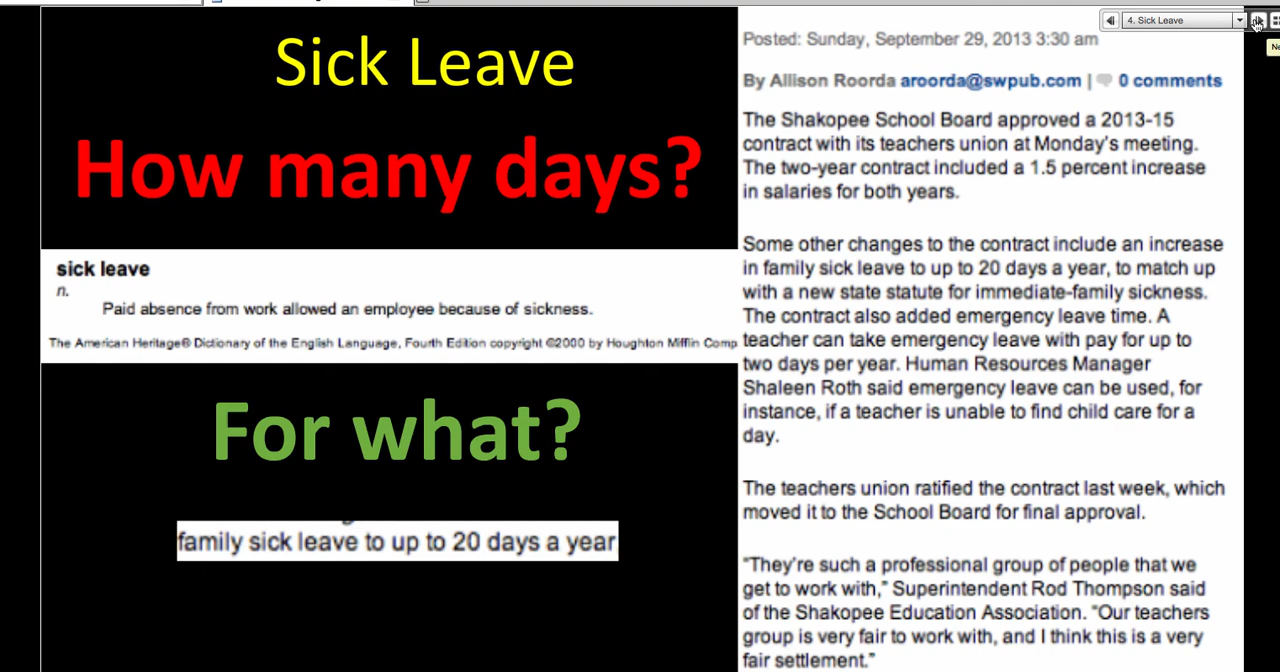 4. Sick Leave
Sick Leave
How many days?
sick leave
n.
Paid absence from work allowed an employee because of sickness.
The American Heritage® Dictionary of the English Language, Fourth Edition copyright ©2000 by Houghton Mifflin Comp
For what?
family sick leave to up to 20 days a year
Posted: Sunday, September 29, 2013 3:30 am
By Allison Roorda aroorda@swpub.com | 0 comments
The Shakopee School Board approved a 2013-15
contract with its teachers union at Monday's meeting.
The two-year contract included a 1.5 percent increase
in salaries for both years.
Some other changes to the contract include an increase
in family sick leave to up to 20 days a year, to match up
with a new state statute for immediate-family sickness.
The contract also added emergency leave time. A
teacher can take emergency leave with pay for up to
two days per year. Human Resources Manager
Shaleen Roth said emergency leave can be used, for
instance, if a teacher is unable to find child care for a
day.
The teachers union ratified the contract last week, which
moved it to the School Board for final approval.
"They're such a professional group of people that we
get to work with," Superintendent Rod Thompson said
of the Shakopee Education Association. "Our teachers
group is very fair to work with, and I think this is a very
fair settlement."